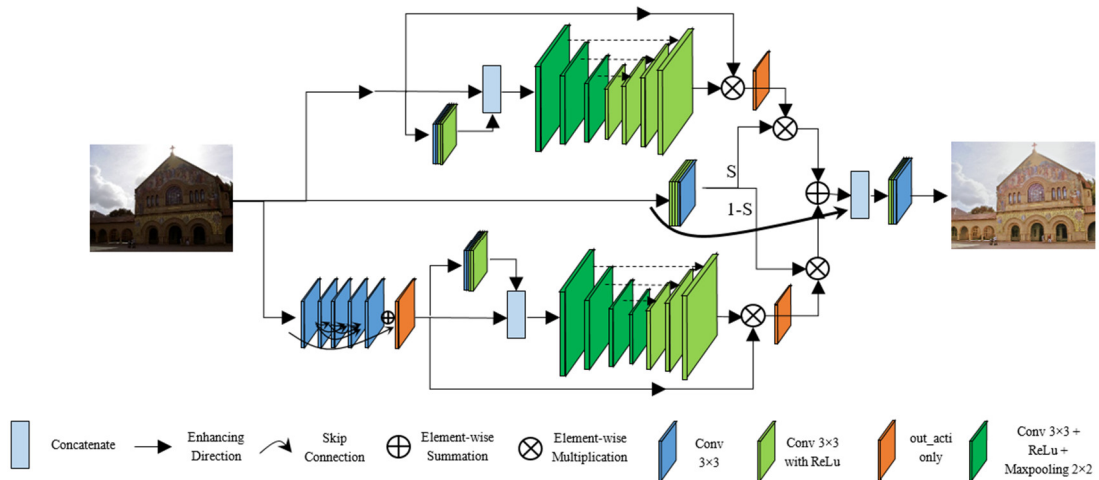 S
1-S
Concatenate
Enhancing
Direction
Skip
Connection
Element-wise
Summation
Element-wise
Multiplication
Conv
3×3
Conv 3×3
with ReLu
out_acti
only
Conv 3×3 +
ReLu +
Maxpooling 2×2